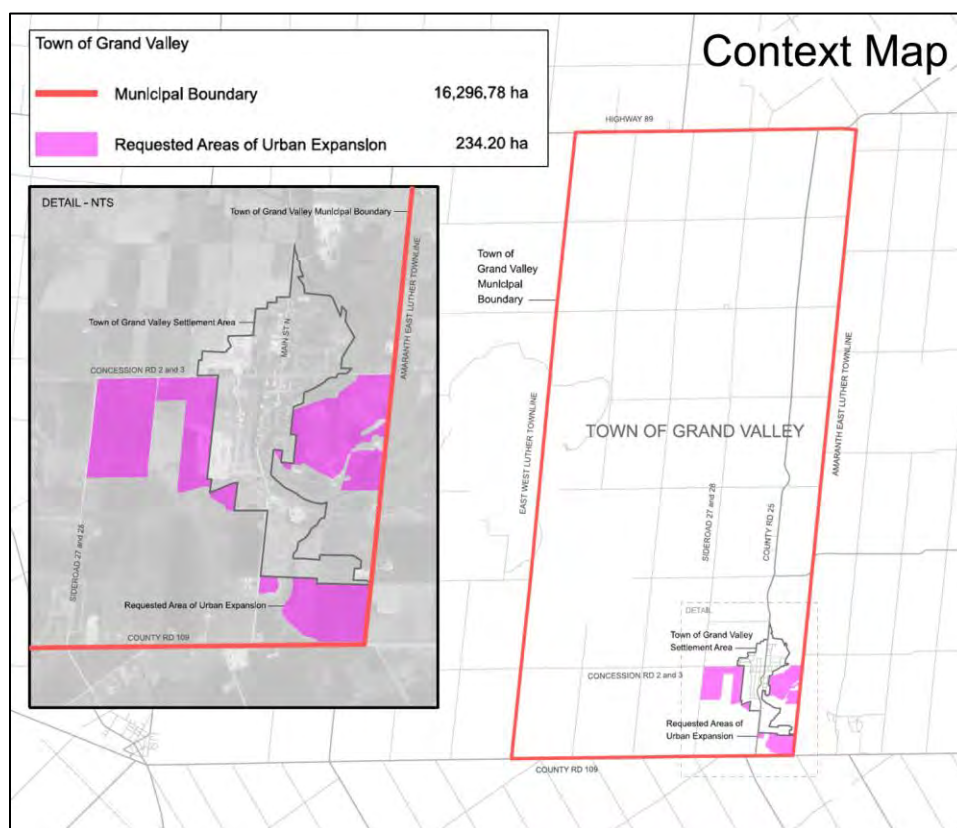 Context Map
Town of Grand Valley
Municipal Boundary 16,296.78 ha
Requested Areas of Urban Expansion 234.20 ha
DETAIL - NTS
Town of Grand Valley Municipal Boundary
Town of Grand Valley Settlement Area
MAIN ST N
AMARANTH EAST LUTHER TOWNLINE
CONCESSION RD 2 and 3
SIDEROAD 27 and 28
Requested Area of Urban Expansion
COUNTY RD 109
HIGHWAY 89
Town of
Grand Valley
Municipal
Boundary
EAST WEST LUTHER TOWNLINE
TOWN OF GRAND VALLEY
AMARANTH EAST LUTHER TOWNLINE
SIDEROAD 27 and 28
COUNTY RD 25
DETAIL
Town of Grand Valley
Settlement Area
CONCESSION RD 2 and 3
Requested Areas of
Urban Expansion
COUNTY RD 109